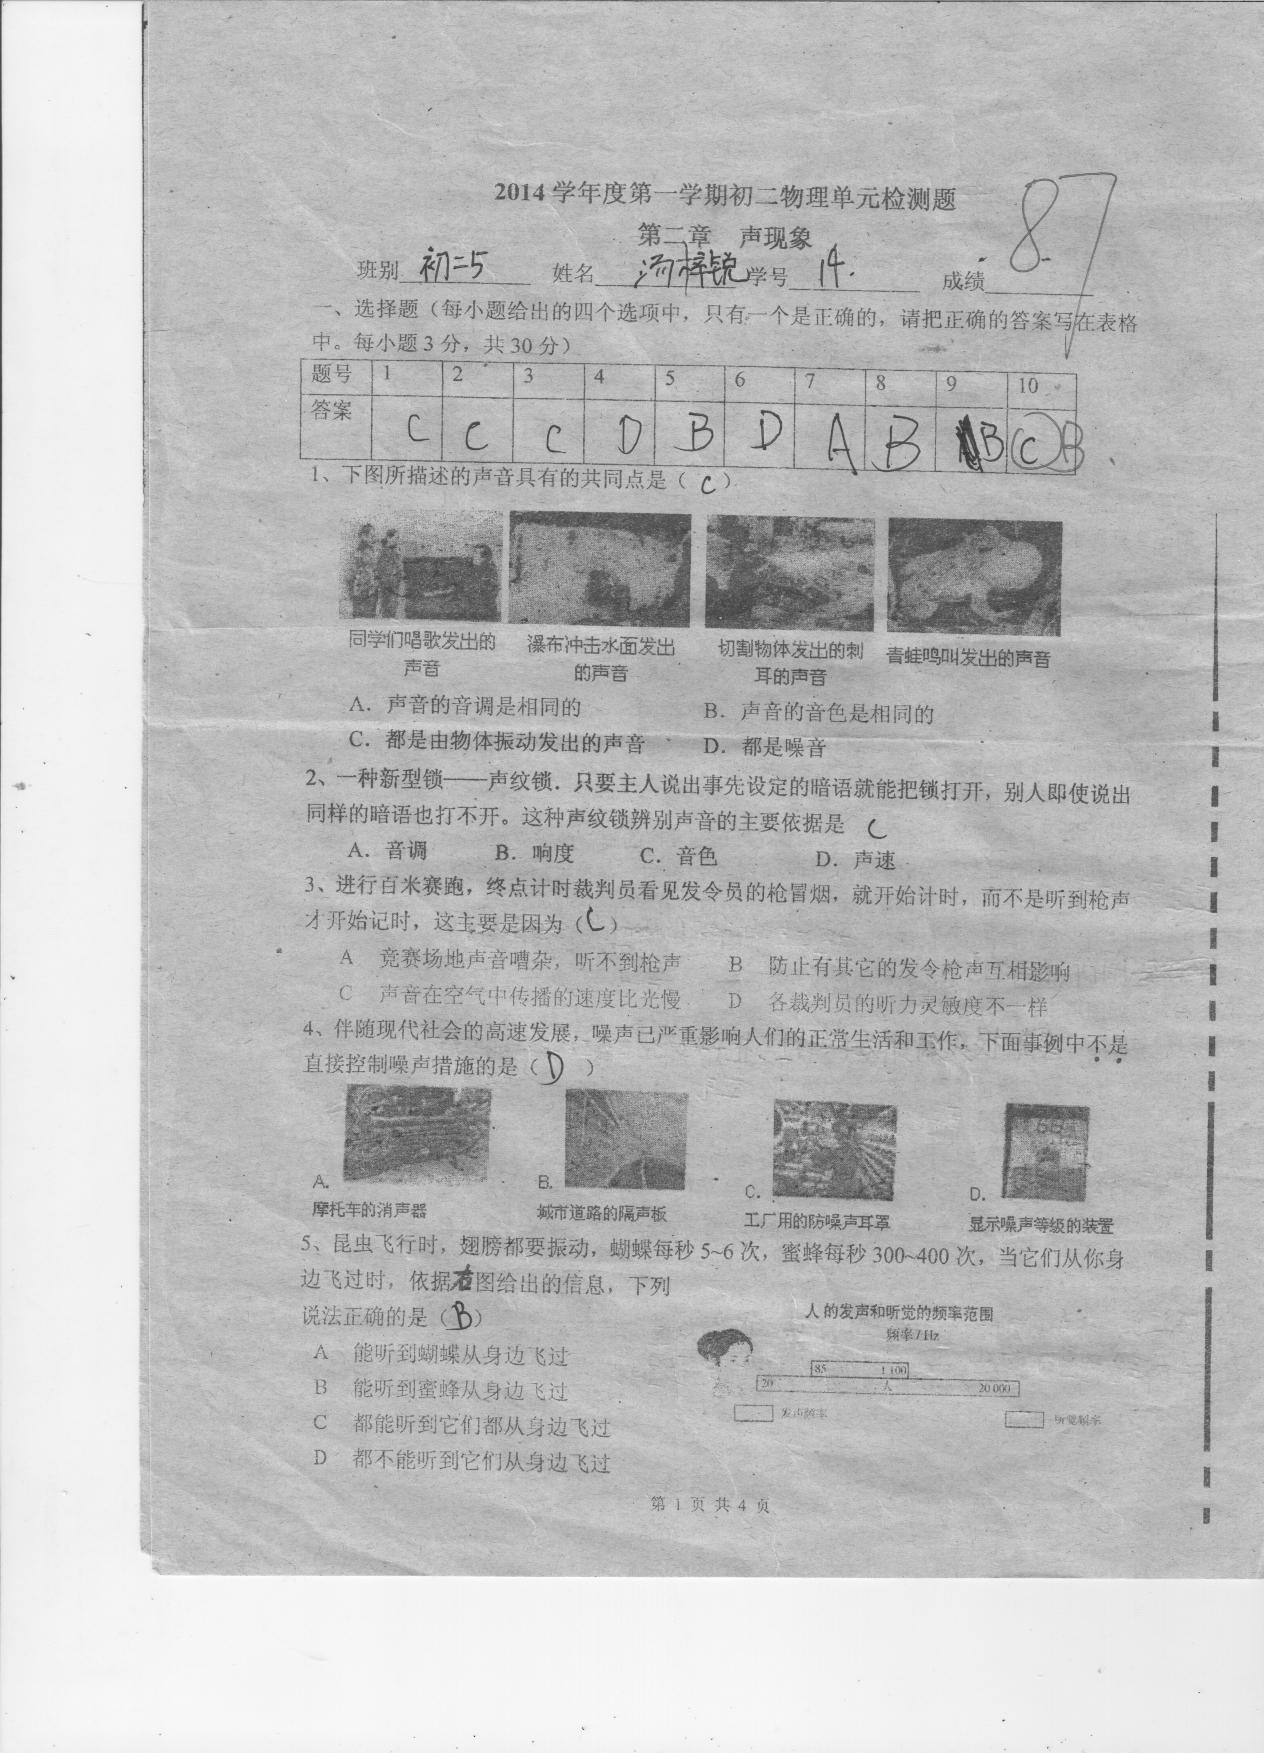 2014 学年度第一学期初二物理单元检测题
第二章 声现象
班别 初二5 姓名 汤梓锐 学号 14. 成绩 87
一、选择题（每小题给出的四个选项中，只有一个是正确的，请把正确的答案写在表格
中。每小题 3 分，共 30 分）
题号 1 2 3 4 5 6 7 8 9 10
答案 C C C D B D A B B C B
1、下图所描述的声音具有的共同点是（ C ）
同学们唱歌发出的 瀑布冲击水面发出 切割物体发出的刺 青蛙鸣叫发出的声音
声音 的声音 耳的声音
A．声音的音调是相同的 B．声音的音色是相同的
C．都是由物体振动发出的声音 D．都是噪音
2、一种新型锁——声纹锁．只要主人说出事先设定的暗语就能把锁打开，别人即使说出
同样的暗语也打不开。这种声纹锁辨别声音的主要依据是 C
A．音调 B．响度 C．音色 D．声速
3、进行百米赛跑，终点计时裁判员看见发令员的枪冒烟，就开始计时，而不是听到枪声
才开始记时，这主要是因为（ C ）
A 竞赛场地声音嘈杂，听不到枪声 B 防止有其它的发令枪声互相影响
C 声音在空气中传播的速度比光慢 D 各裁判员的听力灵敏度不一样
4、伴随现代社会的高速发展，噪声已严重影响人们的正常生活和工作，下面事例中不是
直接控制噪声措施的是（ D ）
A. B. C. D.
摩托车的消声器 城市道路的隔声板 工厂用的防噪声耳罩 显示噪声等级的装置
5、昆虫飞行时，翅膀都要振动，蝴蝶每秒 5~6 次，蜜蜂每秒 300~400 次，当它们从你身
边飞过时，依据右图给出的信息，下列
说法正确的是（ B ）
人的发声和听觉的频率范围
频率/Hz
85 1 100
20 人 20 000
发声频率 听觉频率
A 能听到蝴蝶从身边飞过
B 能听到蜜蜂从身边飞过
C 都能听到它们都从身边飞过
D 都不能听到它们从身边飞过
第 1 页 共 4 页